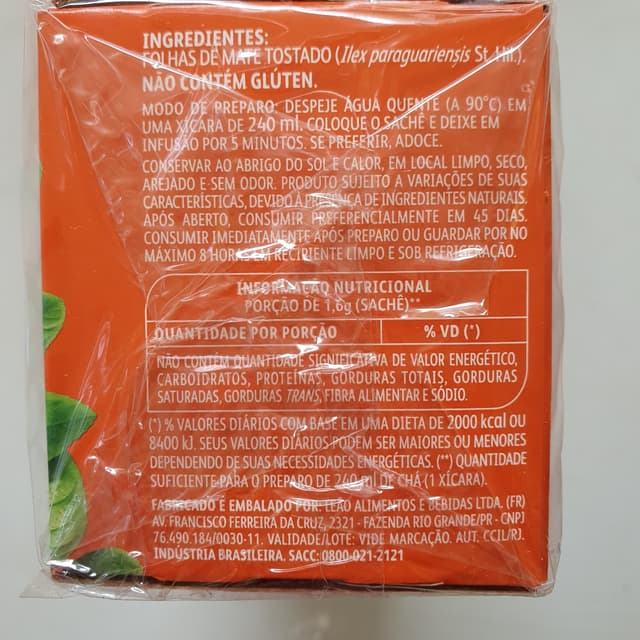 INGREDIENTES:
FOLHAS DE MATE TOSTADO (Ilex paraguariensis St. Hil.).
NÃO CONTÉM GLÚTEN.
MODO DE PREPARO: DESPEJE ÁGUA QUENTE (A 90°C) EM
UMA XÍCARA DE 240 ml. COLOQUE O SACHÊ E DEIXE EM
INFUSÃO POR 5 MINUTOS. SE PREFERIR, ADOCE.
CONSERVAR AO ABRIGO DO SOL E CALOR, EM LOCAL LIMPO, SECO,
AREJADO E SEM ODOR. PRODUTO SUJEITO A VARIAÇÕES DE SUAS
CARACTERÍSTICAS, DEVIDO À PRESENÇA DE INGREDIENTES NATURAIS.
APÓS ABERTO, CONSUMIR PREFERENCIALMENTE EM 45 DIAS.
CONSUMIR IMEDIATAMENTE APÓS PREPARO OU GUARDAR POR NO
MÁXIMO 8 HORAS EM RECIPIENTE LIMPO E SOB REFRIGERAÇÃO.
INFORMAÇÃO NUTRICIONAL
PORÇÃO DE 1,6g (SACHÊ)**
QUANTIDADE POR PORÇÃO % VD (*)
NÃO CONTÉM QUANTIDADE SIGNIFICATIVA DE VALOR ENERGÉTICO,
CARBOIDRATOS, PROTEÍNAS, GORDURAS TOTAIS, GORDURAS
SATURADAS, GORDURAS TRANS, FIBRA ALIMENTAR E SÓDIO.
(*) % VALORES DIÁRIOS COM BASE EM UMA DIETA DE 2000 kcal OU
8400 kJ. SEUS VALORES DIÁRIOS PODEM SER MAIORES OU MENORES
DEPENDENDO DE SUAS NECESSIDADES ENERGÉTICAS. (**) QUANTIDADE
SUFICIENTE PARA O PREPARO DE 240 ml DE CHÁ (1 XÍCARA).
FABRICADO E EMBALADO POR: LEÃO ALIMENTOS E BEBIDAS LTDA. (FR)
AV. FRANCISCO FERREIRA DA CRUZ, 2321 - FAZENDA RIO GRANDE/PR - CNPJ
76.490.184/0030-11. VALIDADE/LOTE: VIDE MARCAÇÃO. AUT. CCIL/RJ.
INDÚSTRIA BRASILEIRA. SACC: 0800-021-2121